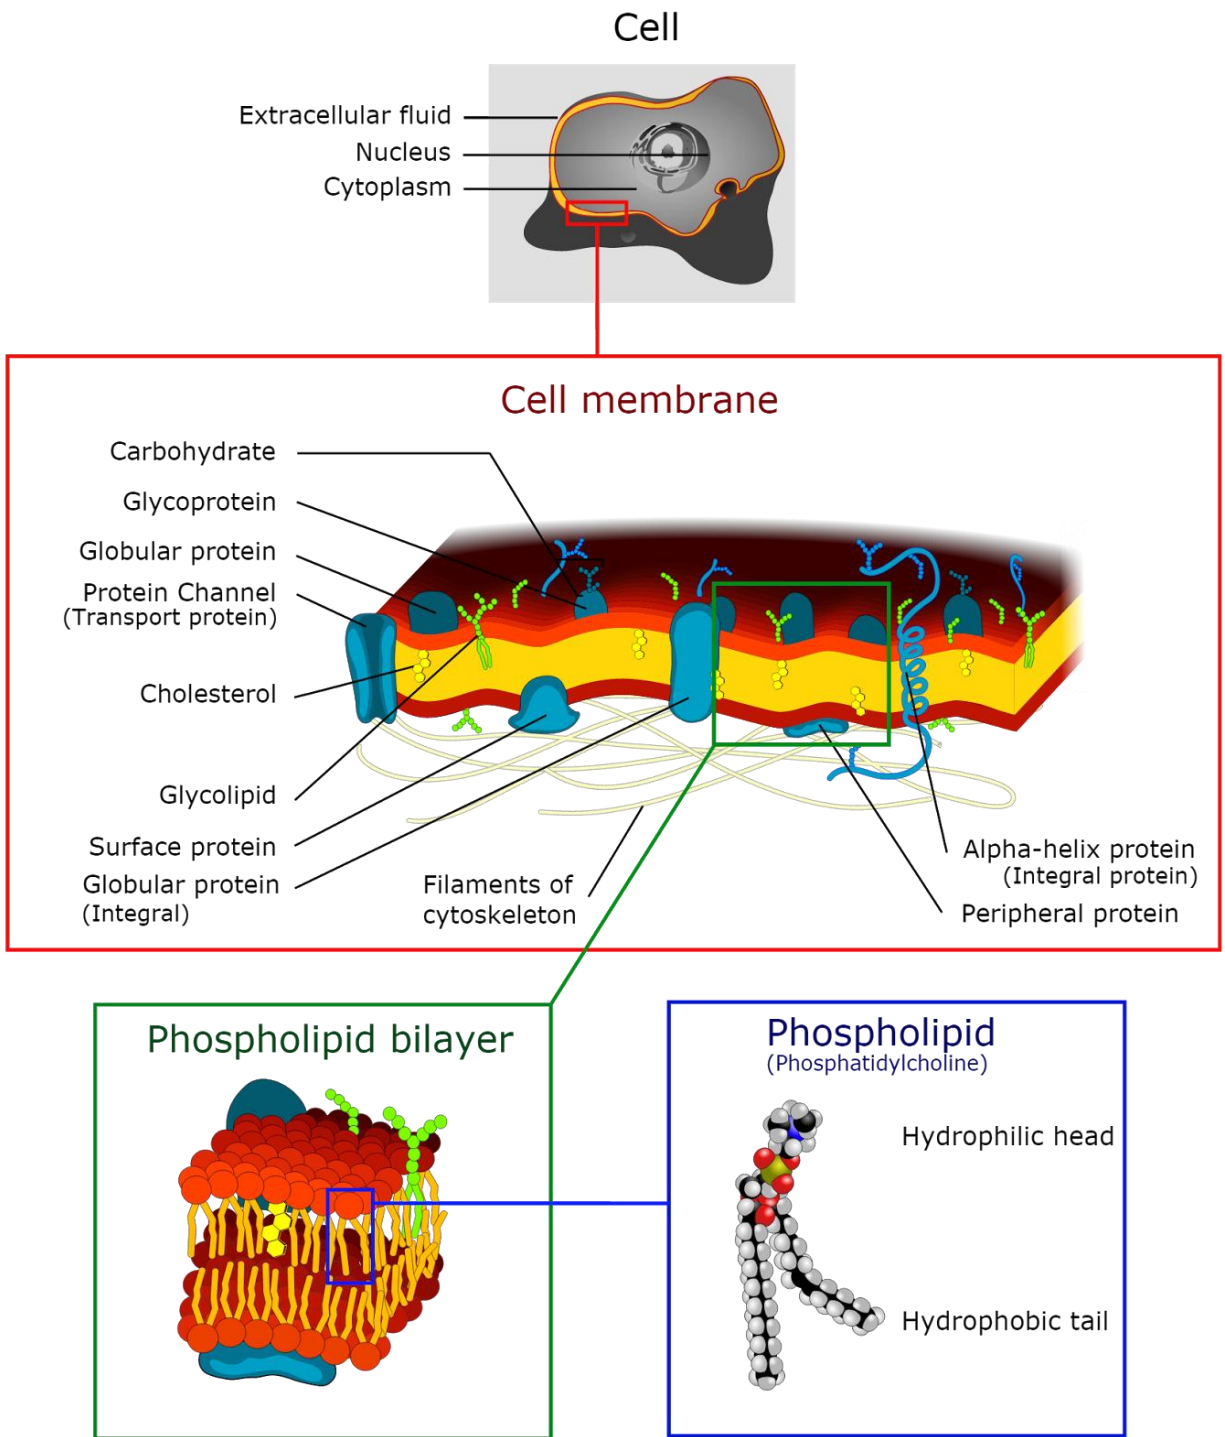 Cell
Extracellular fluid
Nucleus
Cytoplasm
Cell membrane
Carbohydrate
Glycoprotein
Globular protein
Protein Channel
(Transport protein)
Cholesterol
Glycolipid
Surface protein
Globular protein
(Integral)
Filaments of
cytoskeleton
Alpha-helix protein
(Integral protein)
Peripheral protein
Phospholipid bilayer
Phospholipid
(Phosphatidylcholine)
Hydrophilic head
Hydrophobic tail